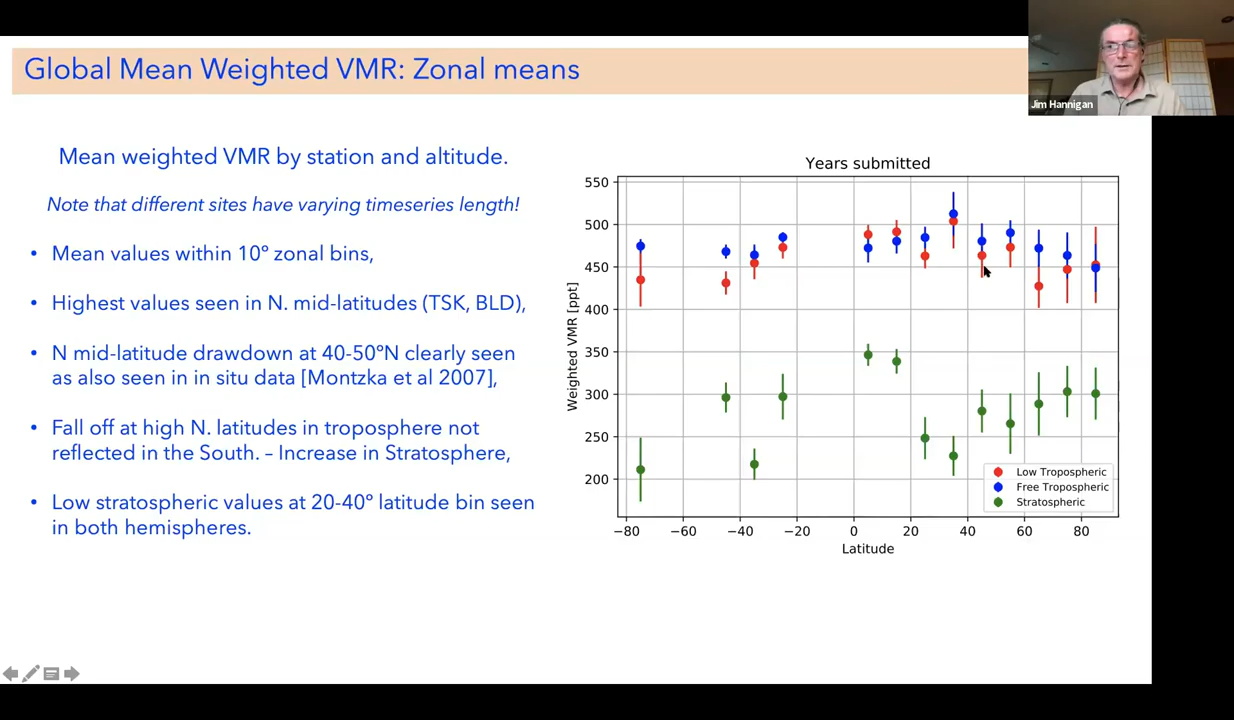 Global Mean Weighted VMR: Zonal means
Jim Hannigan
Mean weighted VMR by station and altitude.
Note that different sites have varying timeseries length!
• Mean values within 10° zonal bins,
• Highest values seen in N. mid-latitudes (TSK, BLD),
• N mid-latitude drawdown at 40-50°N clearly seen
as also seen in in situ data [Montzka et al 2007],
• Fall off at high N. latitudes in troposphere not
reflected in the South. – Increase in Stratosphere,
• Low stratospheric values at 20-40° latitude bin seen
in both hemispheres.
Years submitted
550
500
450
400
350
300
250
200
Weighted VMR [ppt]
Low Tropospheric
Free Tropospheric
Stratospheric
−80 −60 −40 −20 0 20 40 60 80
Latitude